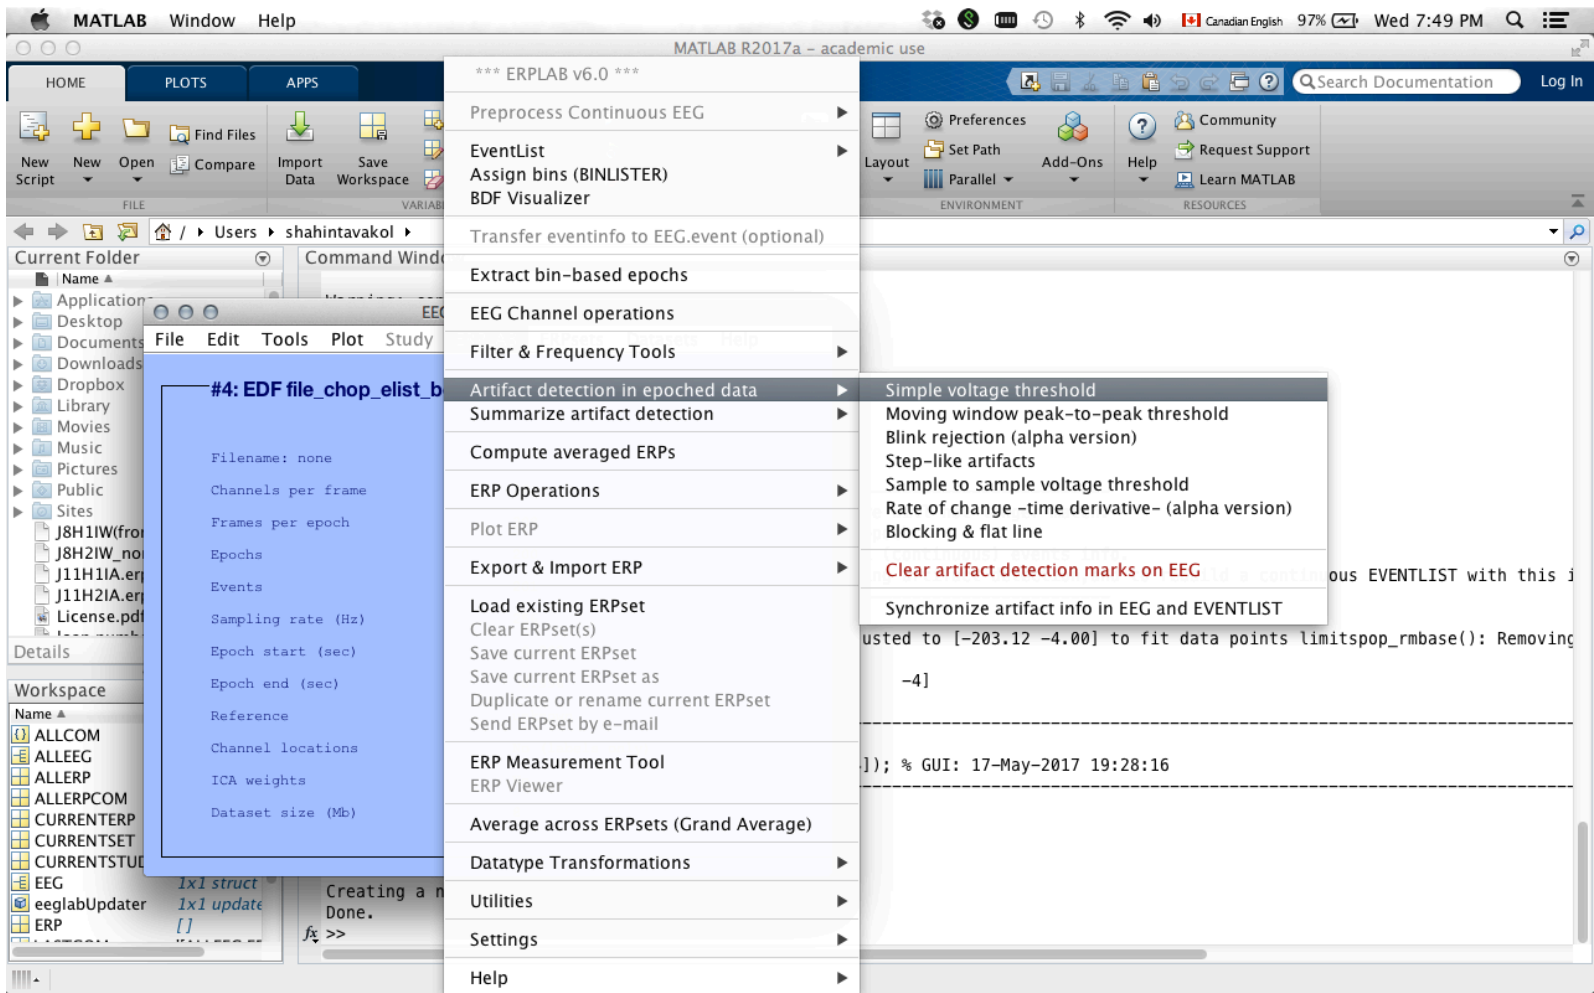 MATLAB Window Help
Canadian English 97% Wed 7:49 PM
MATLAB R2017a - academic use
HOME PLOTS APPS
Search Documentation Log In
New Script
New
Open
Find Files
Compare
Import Data
Save Workspace
FILE
VARIAB
Layout
Preferences
Set Path
Parallel
Add-Ons
ENVIRONMENT
Help
Community
Request Support
Learn MATLAB
RESOURCES
/ Users shahintavakol
Current Folder
Name
Applications
Desktop
Documents
Downloads
Dropbox
Library
Movies
Music
Pictures
Public
Sites
J8H1IW(fror
J8H2IW_no
J11H1IA.er
J11H2IA.er
License.pdf
Details
Workspace
Name
ALLCOM
ALLEEG
ALLERP
ALLERPCOM
CURRENTERP
CURRENTSET
CURRENTSTUD
EEG 1x1 struct
eeglabUpdater 1x1 update
ERP []
Command Windo
EEG
File Edit Tools Plot Study
#4: EDF file_chop_elist_b
Filename: none
Channels per frame
Frames per epoch
Epochs
Events
Sampling rate (Hz)
Epoch start (sec)
Epoch end (sec)
Reference
Channel locations
ICA weights
Dataset size (Mb)
*** ERPLAB v6.0 ***
Preprocess Continuous EEG
EventList
Assign bins (BINLISTER)
BDF Visualizer
Transfer eventinfo to EEG.event (optional)
Extract bin-based epochs
EEG Channel operations
Filter & Frequency Tools
Artifact detection in epoched data
Summarize artifact detection
Compute averaged ERPs
ERP Operations
Plot ERP
Export & Import ERP
Load existing ERPset
Clear ERPset(s)
Save current ERPset
Save current ERPset as
Duplicate or rename current ERPset
Send ERPset by e-mail
ERP Measurement Tool
ERP Viewer
Average across ERPsets (Grand Average)
Datatype Transformations
Utilities
Settings
Help
Simple voltage threshold
Moving window peak-to-peak threshold
Blink rejection (alpha version)
Step-like artifacts
Sample to sample voltage threshold
Rate of change -time derivative- (alpha version)
Blocking & flat line
Clear artifact detection marks on EEG
Synchronize artifact info in EEG and EVENTLIST
ous EVENTLIST with this i
usted to [-203.12 -4.00] to fit data points limitspop_rmbase(): Removing
-4]
]); % GUI: 17-May-2017 19:28:16
Creating a n
Done.
fx >>